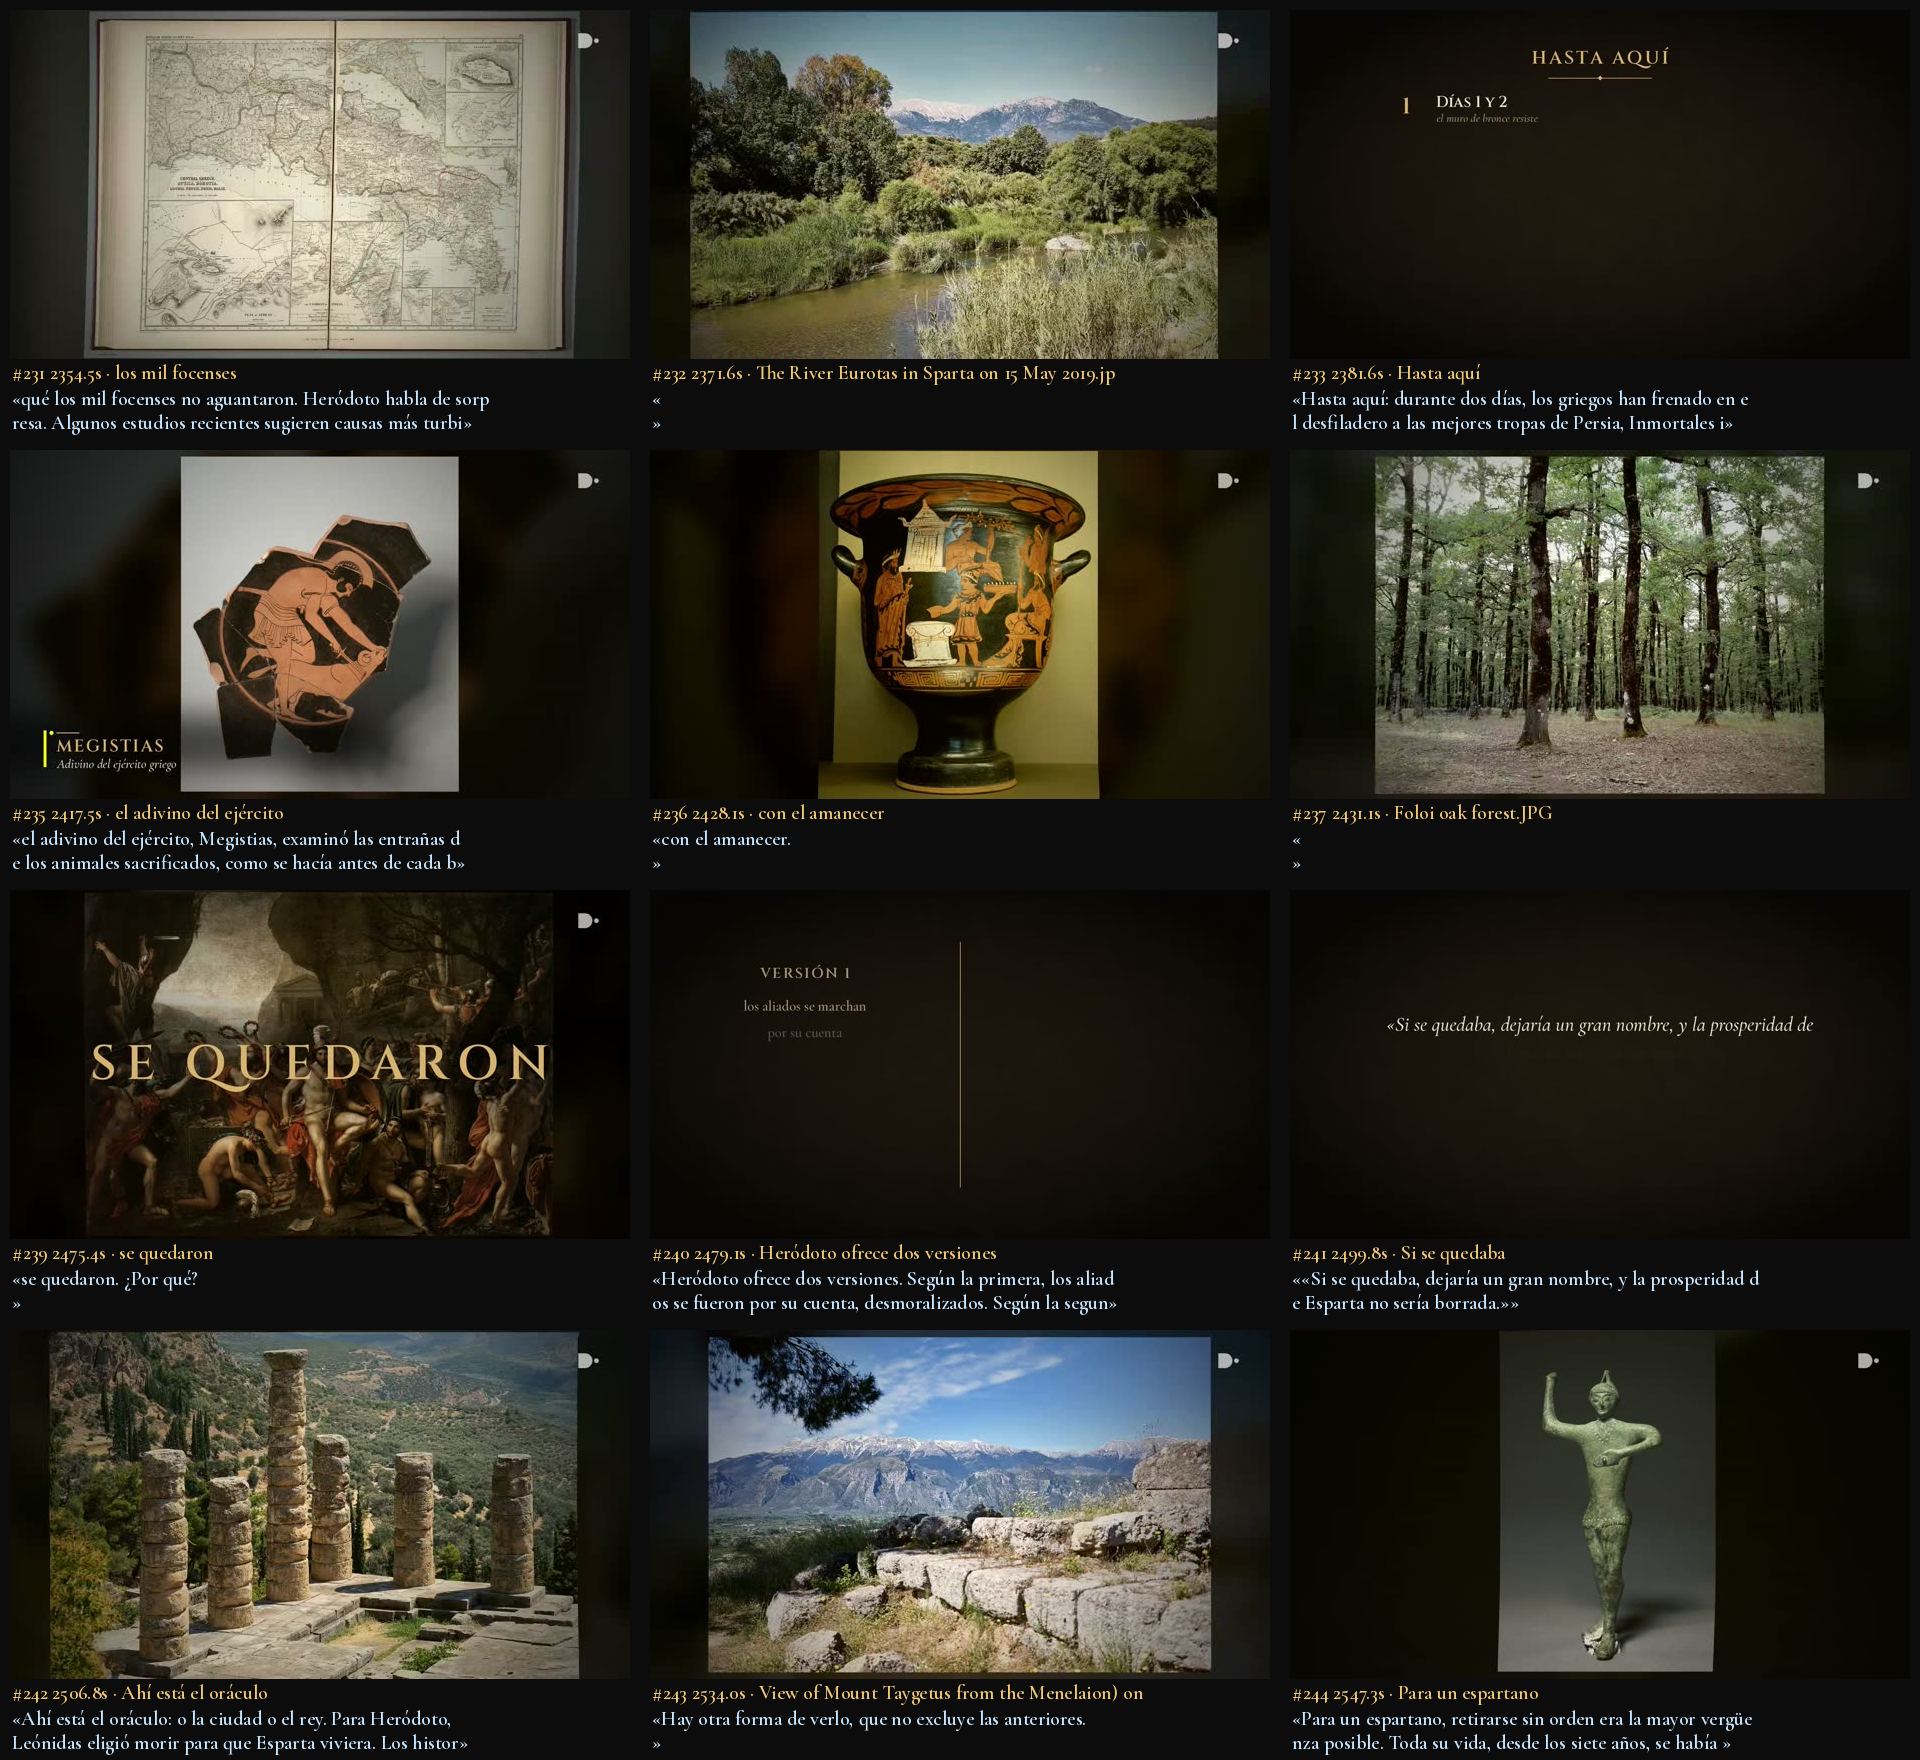 CENTRAL GREECE,
ATTICA, BOEOTIA,
HASTA AQUÍ
1
DÍAS 1 Y 2
el muro de bronce resiste
#231 2354.5s · los mil focenses
«qué los mil focenses no aguantaron. Heródoto habla de sorp
resa. Algunos estudios recientes sugieren causas más turbi»
#232 2371.6s · The River Eurotas in Sparta on 15 May 2019.jp
«
»
#233 2381.6s · Hasta aquí
«Hasta aquí: durante dos días, los griegos han frenado en e
l desfiladero a las mejores tropas de Persia, Inmortales i»
MEGISTIAS
Adivino del ejército griego
#235 2417.5s · el adivino del ejército
«el adivino del ejército, Megistias, examinó las entrañas d
e los animales sacrificados, como se hacía antes de cada b»
#236 2428.1s · con el amanecer
«con el amanecer.
»
#237 2431.1s · Foloi oak forest.JPG
«
»
SE QUEDARON
#239 2475.4s · se quedaron
«se quedaron. ¿Por qué?
»
VERSIÓN 1
los aliados se marchan
por su cuenta
#240 2479.1s · Heródoto ofrece dos versiones
«Heródoto ofrece dos versiones. Según la primera, los aliad
os se fueron por su cuenta, desmoralizados. Según la segun»
«Si se quedaba, dejaría un gran nombre, y la prosperidad de
#241 2499.8s · Si se quedaba
««Si se quedaba, dejaría un gran nombre, y la prosperidad d
e Esparta no sería borrada.»»
#242 2506.8s · Ahí está el oráculo
«Ahí está el oráculo: o la ciudad o el rey. Para Heródoto,
Leónidas eligió morir para que Esparta viviera. Los histor»
#243 2534.0s · View of Mount Taygetus from the Menelaion) on
«Hay otra forma de verlo, que no excluye las anteriores.
»
#244 2547.3s · Para un espartano
«Para un espartano, retirarse sin orden era la mayor vergüe
nza posible. Toda su vida, desde los siete años, se había »